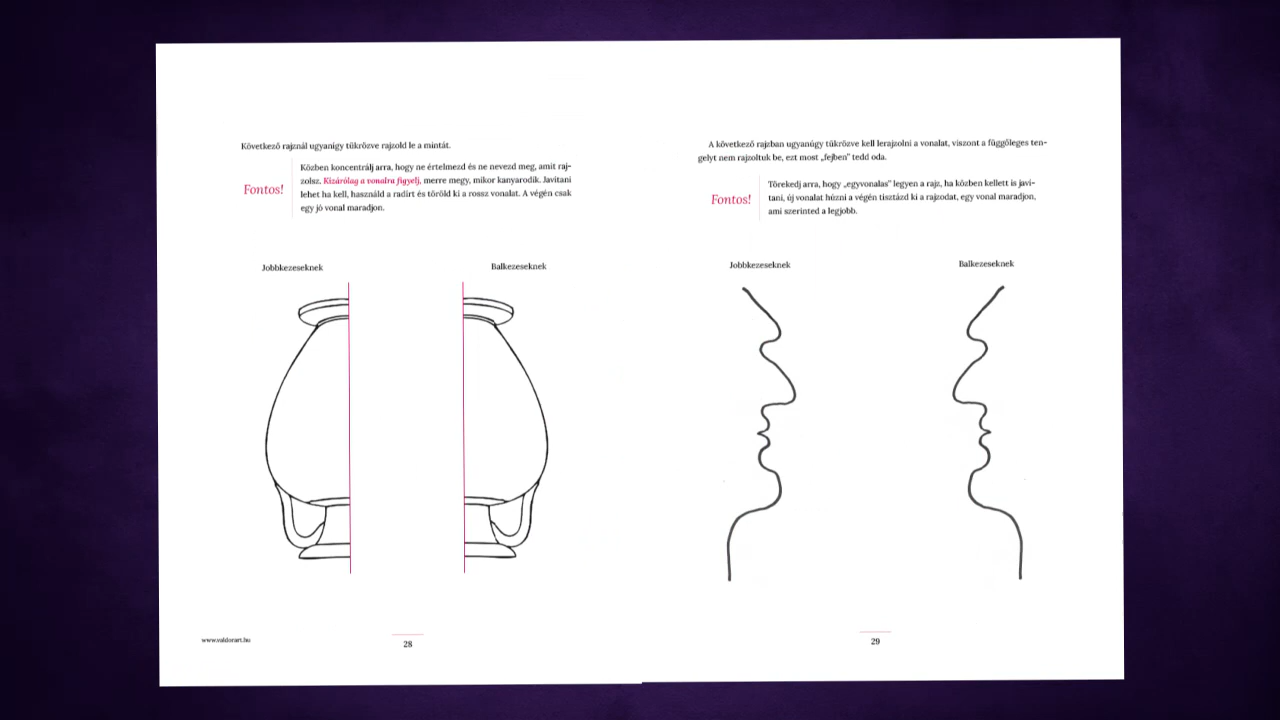 Következő rajznál ugyanígy tükrözve rajzold le a mintát.
Fontos!
Közben koncentrálj arra, hogy ne értelmezd és ne nevezd meg, amit raj-
zolsz. Kizárólag a vonalra figyelj, merre megy, mikor kanyarodik. Javítani
lehet ha kell, használd a radírt és töröld ki a rossz vonalat. A végén csak
egy jó vonal maradjon.
Jobbkezeseknek
Balkezeseknek
www.valdorart.hu
28
A következő rajzban ugyanúgy tükrözve kell lerajzolni a vonalat, viszont a függőleges ten-
gelyt nem rajzoltuk be, ezt most „fejben” tedd oda.
Fontos!
Törekedj arra, hogy „egyvonalas” legyen a rajz, ha közben kellett is javí-
tani, új vonalat húzni a végén tisztázd ki a rajzodat, egy vonal maradjon,
ami szerinted a legjobb.
Jobbkezeseknek
Balkezeseknek
29